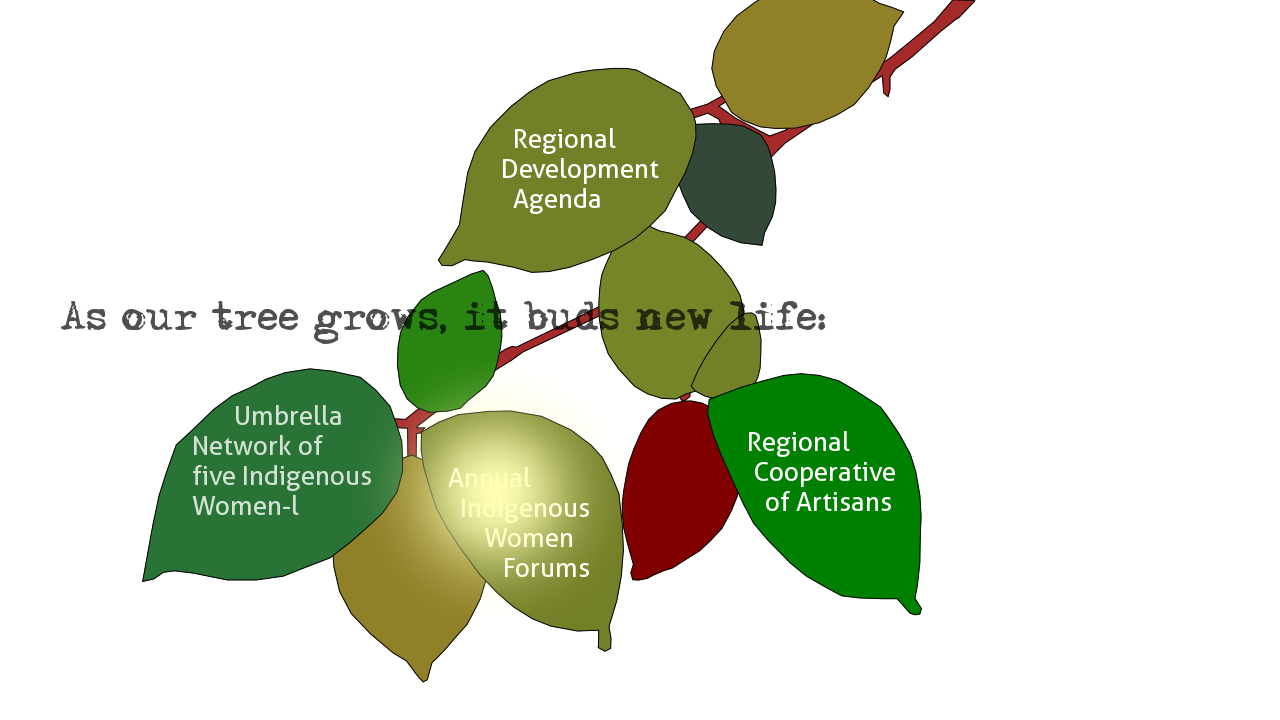 Regional
Development
Agenda
As our tree grows, it buds new life:
Umbrella
Network of
five Indigenous
Women-l
Annual
Indigenous
Women
Forums
Regional
Cooperative
of Artisans